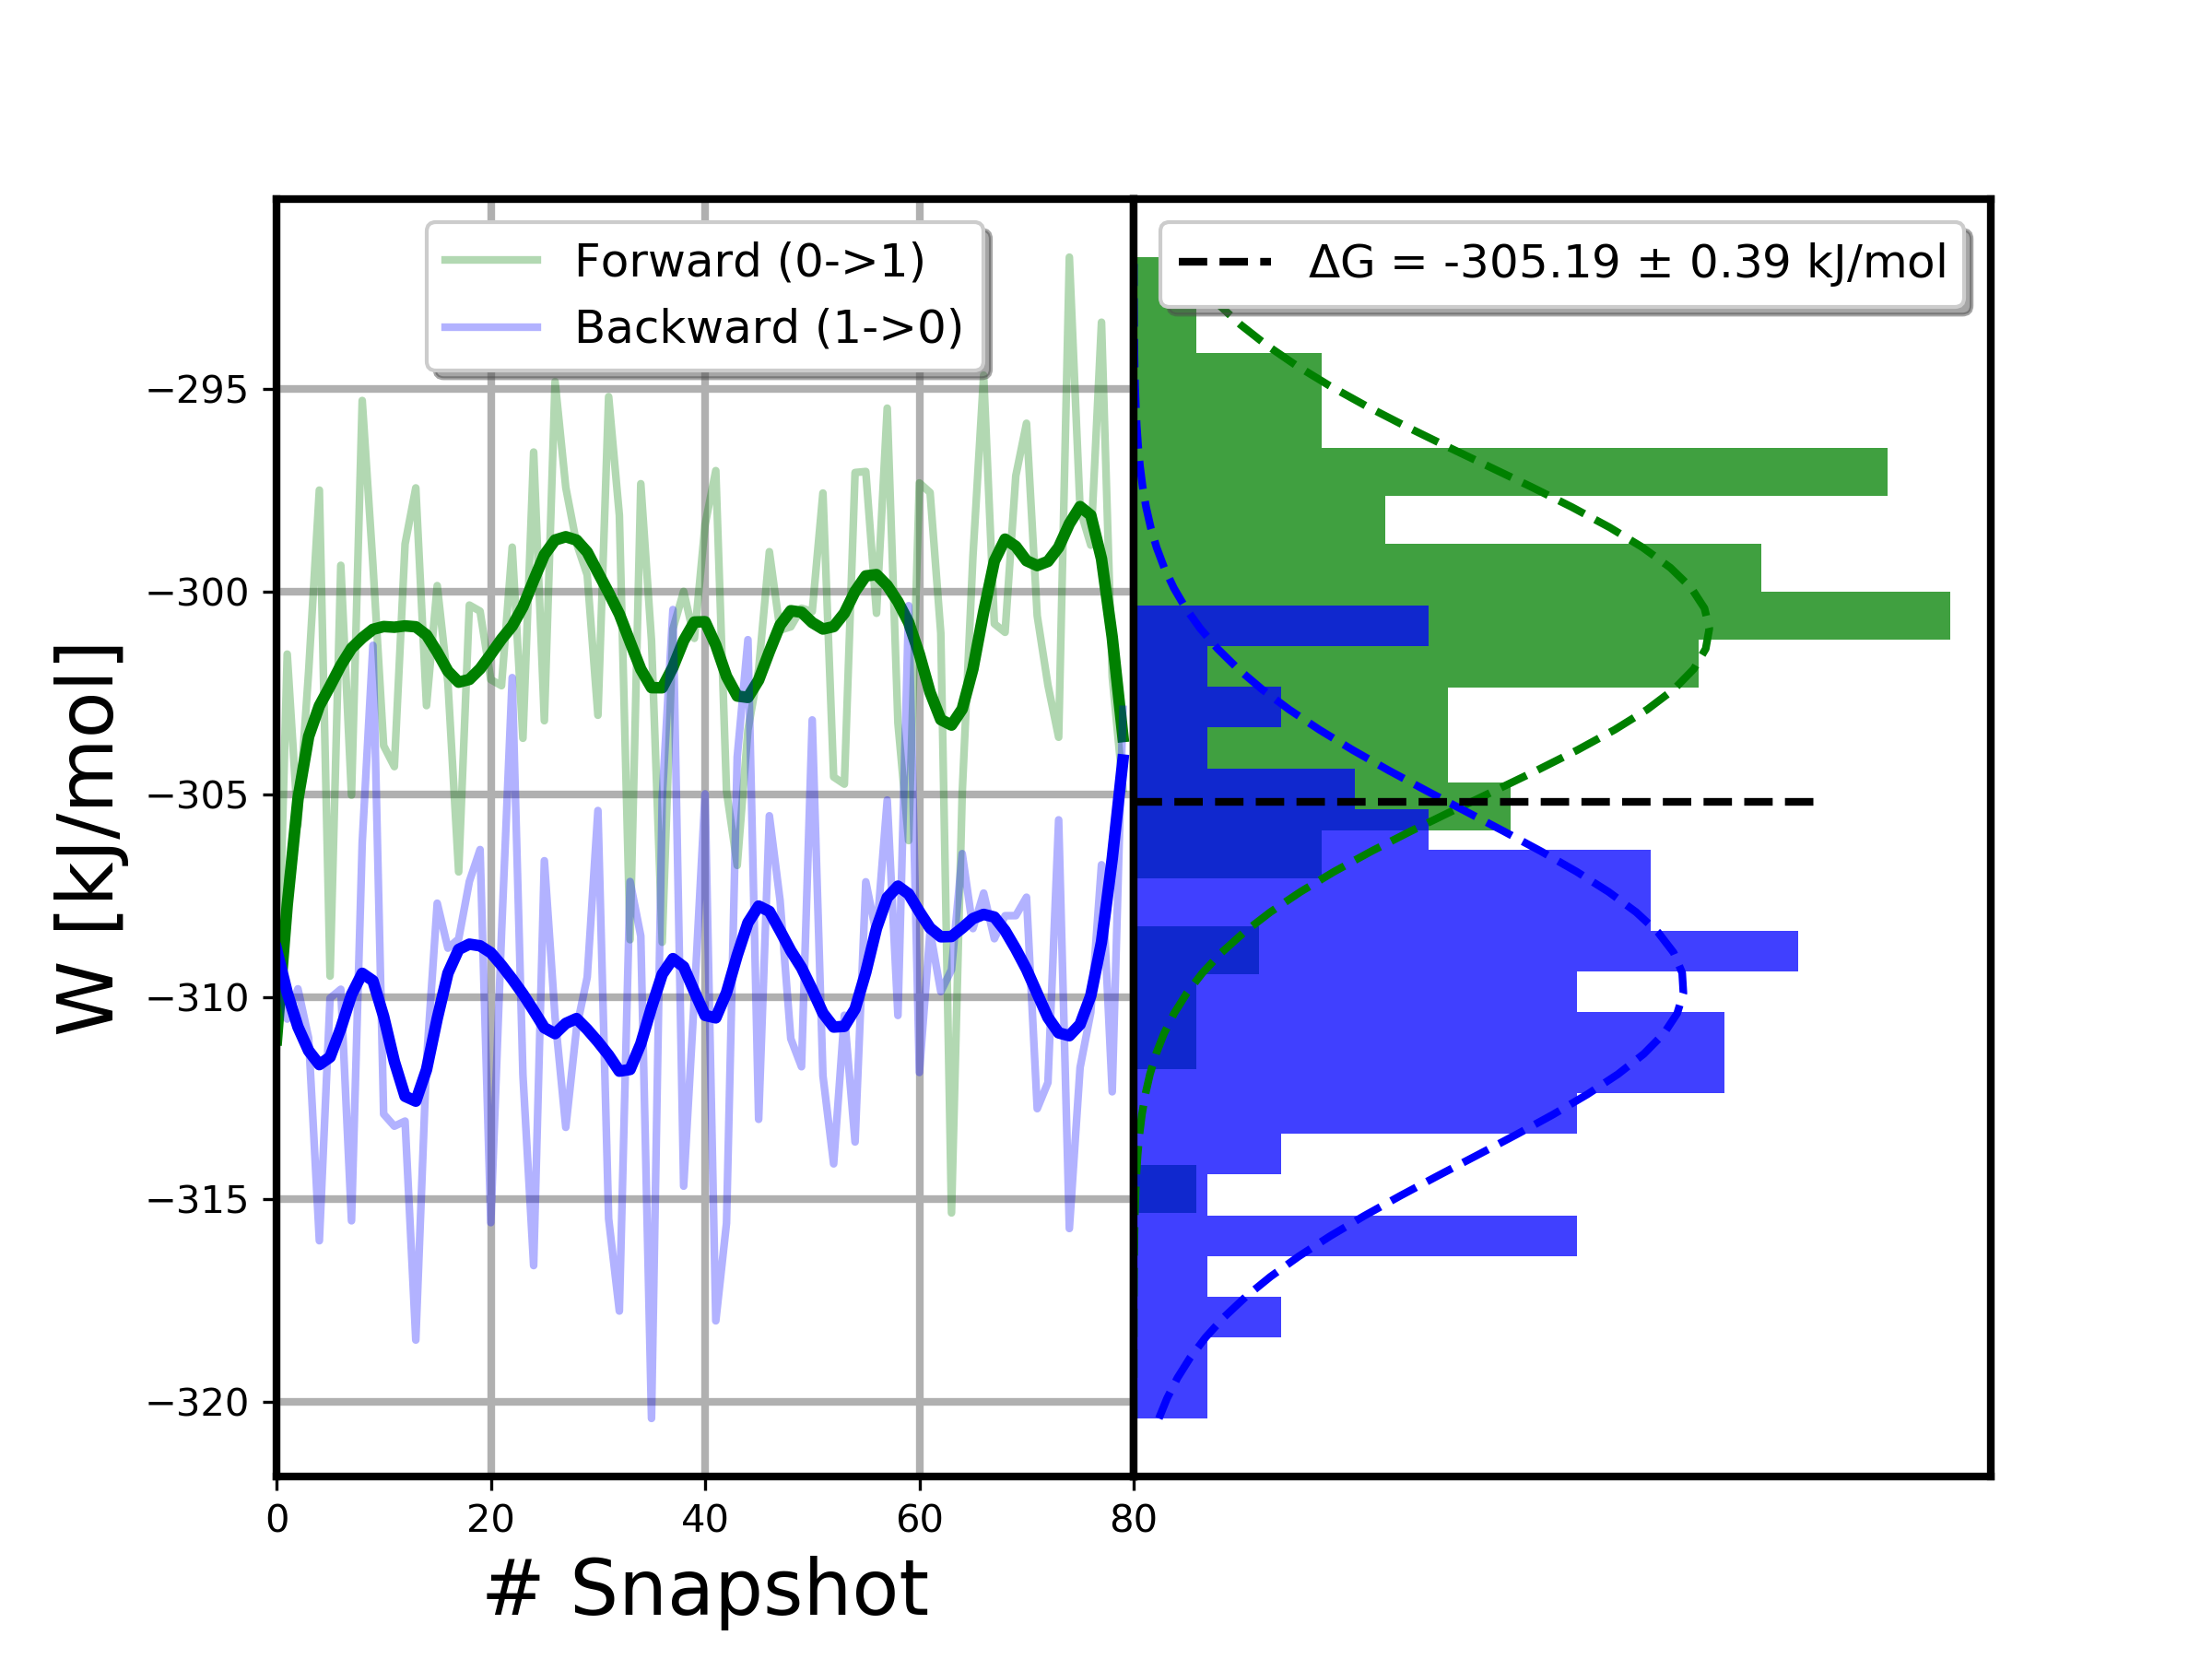 Forward (0->1)
Backward (1->0)
ΔG = -305.19 ± 0.39 kJ/mol
W [kJ/mol]
−295
−300
−305
−310
−315
−320
0 20 40 60 80
# Snapshot